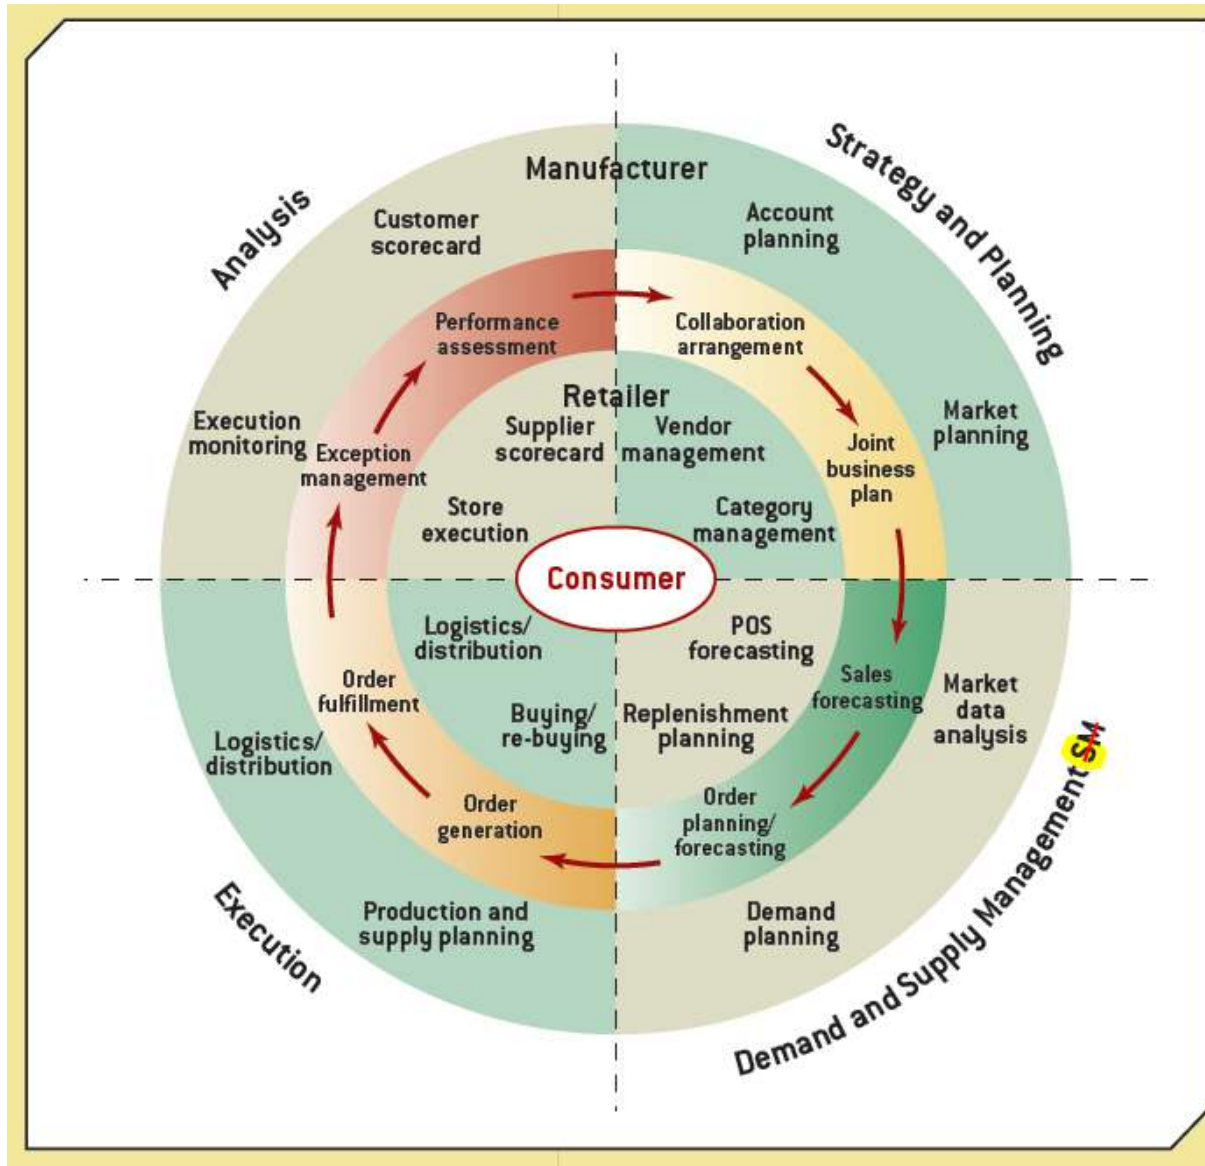 Manufacturer
Analysis
Strategy and Planning
Customer
scorecard
Account
planning
Performance
assessment
Collaboration
arrangement
Retailer
Supplier
scorecard
Vendor
management
Execution
monitoring
Exception
management
Joint
business
plan
Market
planning
Store
execution
Category
management
Consumer
Logistics/
distribution
POS
forecasting
Order
fulfillment
Sales
forecasting
Market
data
analysis
Buying/
re-buying
Replenishment
planning
Logistics/
distribution
Order
generation
Order
planning/
forecasting
Production and
supply planning
Demand
planning
Execution
Demand and Supply Management SM